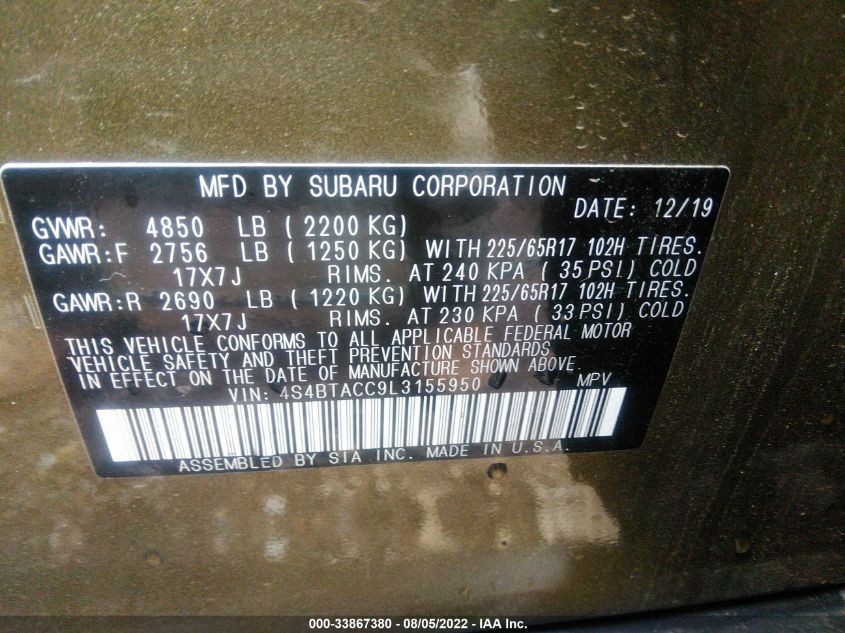 MFD BY SUBARU CORPORATION
DATE: 12/19
GVWR: 4850 LB ( 2200 KG)
GAWR:F 2756 LB ( 1250 KG) WITH 225/65R17 102H TIRES.
17X7J RIMS. AT 240 KPA ( 35 PSI) COLD
GAWR:R 2690 LB ( 1220 KG) WITH 225/65R17 102H TIRES.
17X7J RIMS. AT 230 KPA ( 33 PSI) COLD
THIS VEHICLE CONFORMS TO ALL APPLICABLE FEDERAL MOTOR
VEHICLE SAFETY AND THEFT PREVENTION STANDARDS
IN EFFECT ON THE DATE OF MANUFACTURE SHOWN ABOVE
VIN: 4S4BTACC9L3155950 MPV
ASSEMBLED BY SIA INC. MADE IN U.S.A.
000-33867380 - 08/05/2022 - IAA Inc.